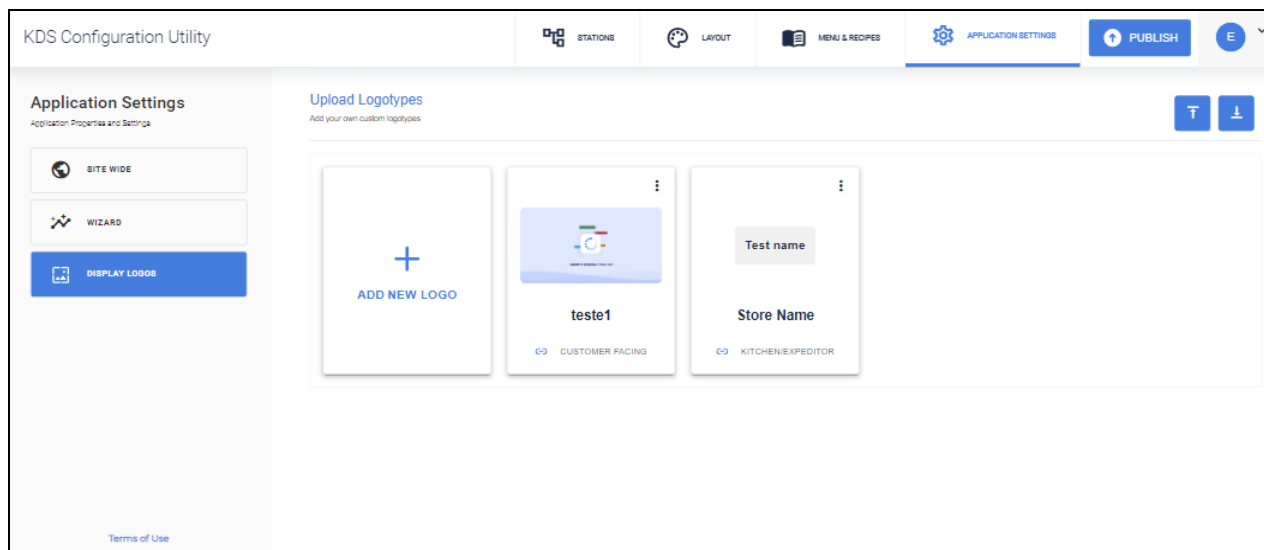 KDS Configuration Utility
STATIONS
LAYOUT
MENU & RECIPES
APPLICATION SETTINGS
PUBLISH
E
Application Settings
Application Properties and Settings
SITE WIDE
WIZARD
DISPLAY LOGOS
Upload Logotypes
Add your own custom logotypes
ADD NEW LOGO
teste1
CUSTOMER FACING
Test name
Store Name
KITCHEN/EXPEDITOR
Terms of Use